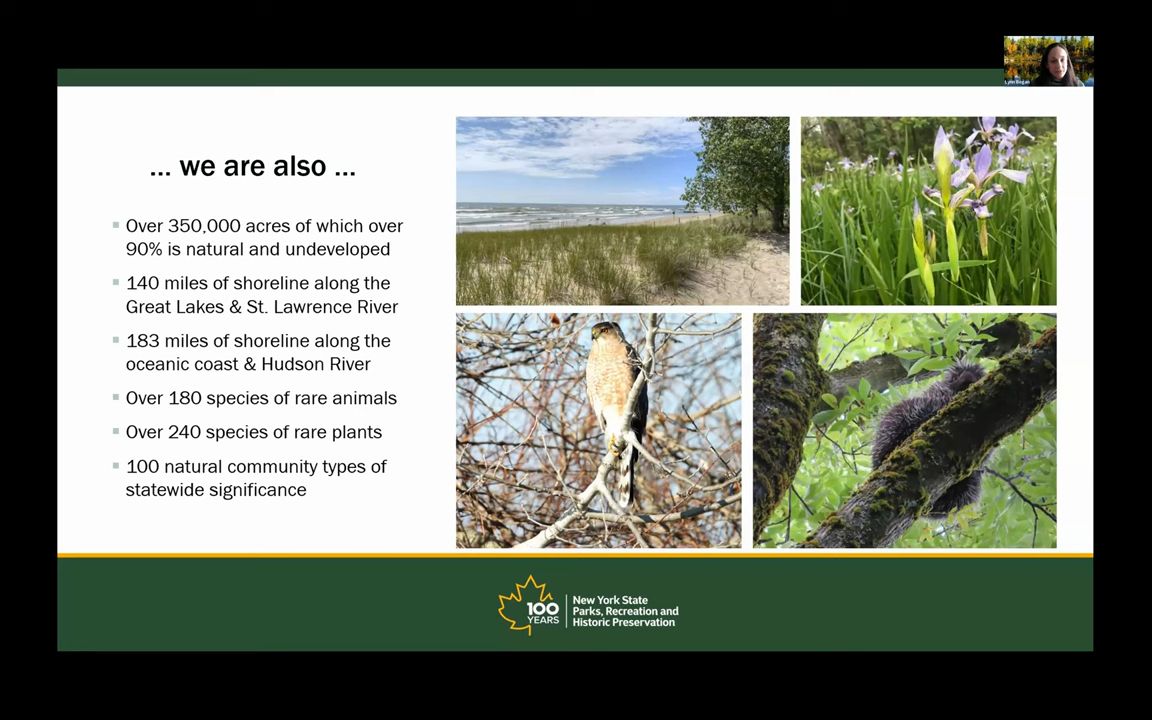 Lynn Bogan
... we are also ...
Over 350,000 acres of which over
90% is natural and undeveloped
140 miles of shoreline along the
Great Lakes & St. Lawrence River
183 miles of shoreline along the
oceanic coast & Hudson River
Over 180 species of rare animals
Over 240 species of rare plants
100 natural community types of
statewide significance
100
YEARS
New York State
Parks, Recreation and
Historic Preservation